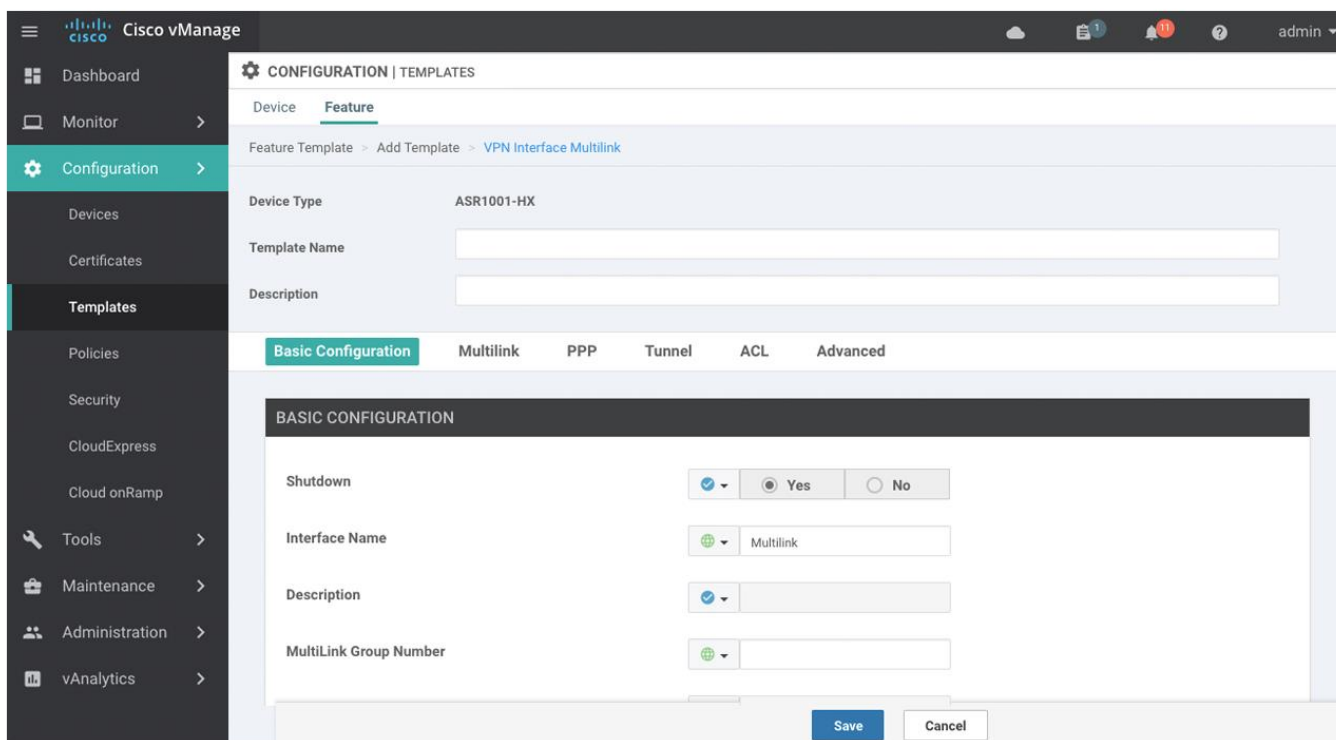 cisco Cisco vManage
1
11
admin
Dashboard
Monitor
Configuration
Devices
Certificates
Templates
Policies
Security
CloudExpress
Cloud onRamp
Tools
Maintenance
Administration
vAnalytics
CONFIGURATION | TEMPLATES
Device Feature
Feature Template > Add Template > VPN Interface Multilink
Device Type ASR1001-HX
Template Name
Description
Basic Configuration Multilink PPP Tunnel ACL Advanced
BASIC CONFIGURATION
Shutdown Yes No
Interface Name Multilink
Description
MultiLink Group Number
Save Cancel